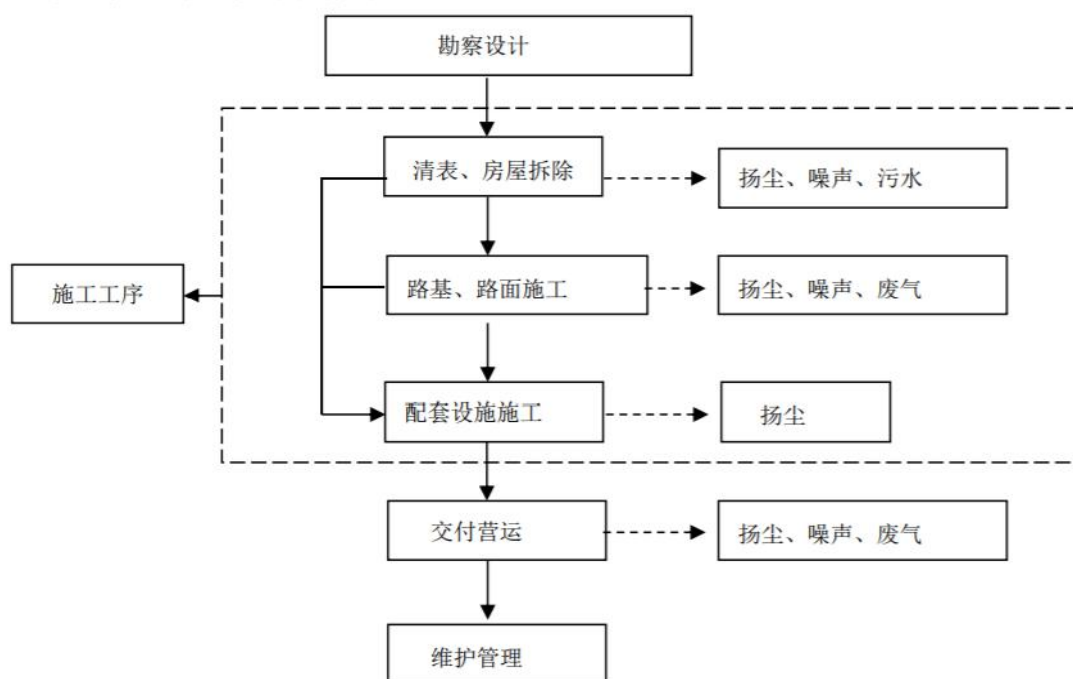 勘察设计
清表、房屋拆除
扬尘、噪声、污水
施工工序
路基、路面施工
扬尘、噪声、废气
配套设施施工
扬尘
交付营运
扬尘、噪声、废气
维护管理